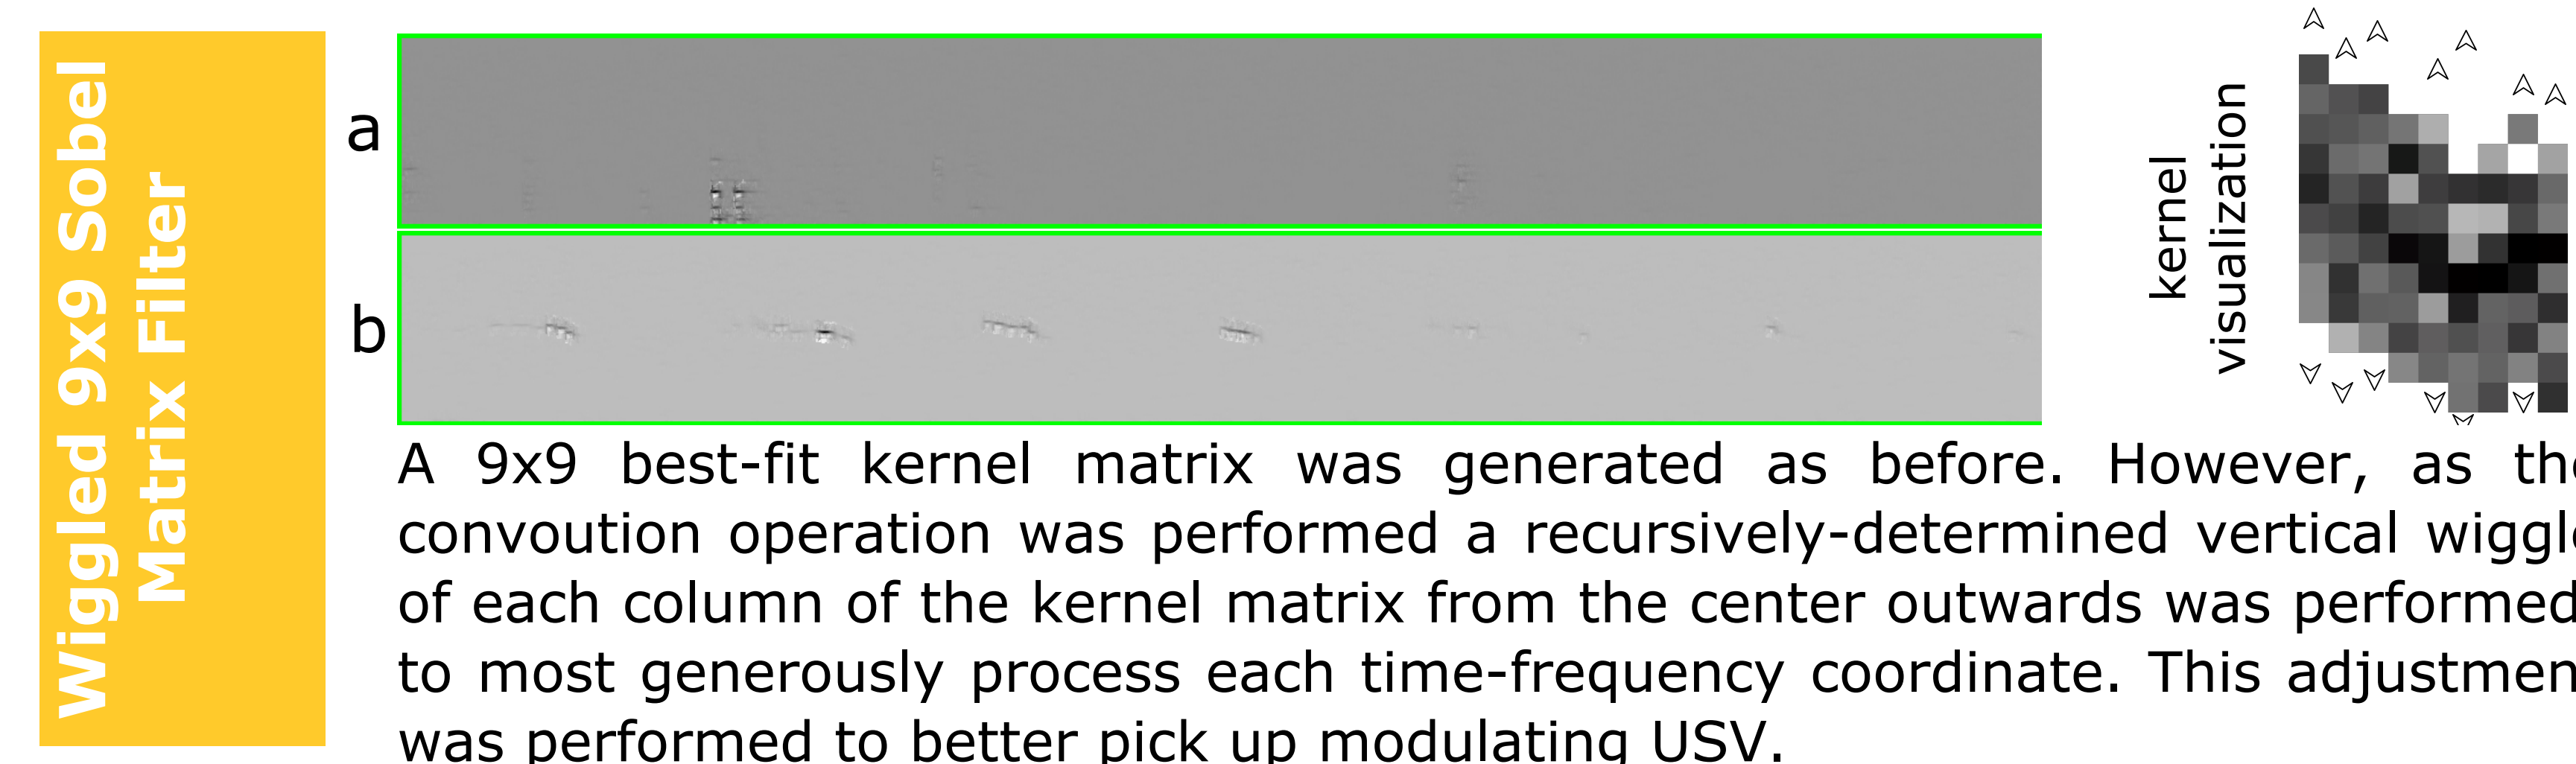 Wiggled 9x9 Sobel
Matrix Filter
a
b
kernel
visualization
A 9x9 best-fit kernel matrix was generated as before. However, as the
convoution operation was performed a recursively-determined vertical wiggle
of each column of the kernel matrix from the center outwards was performed
to most generously process each time-frequency coordinate. This adjustmen
was performed to better pick up modulating USV.